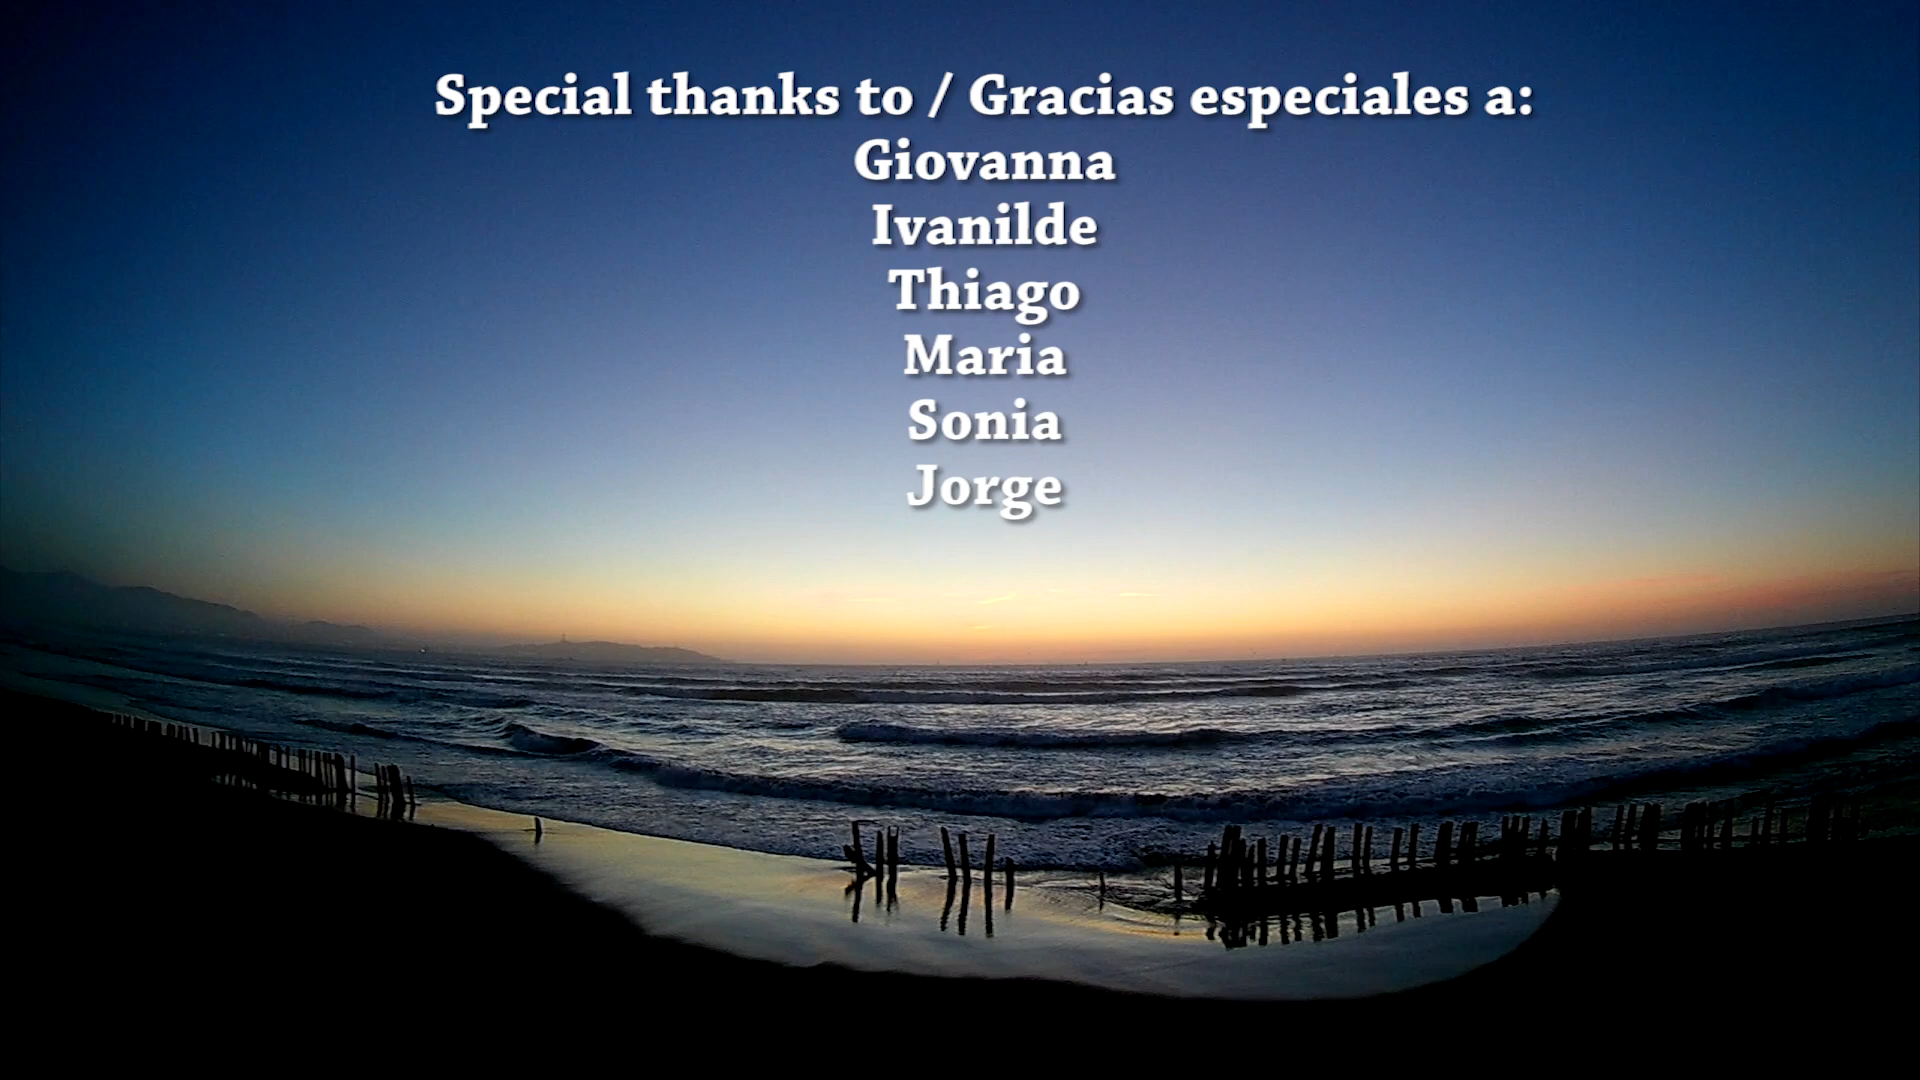 Special thanks to / Gracias especiales a:
Giovanna
Ivanilde
Thiago
Maria
Sonia
Jorge